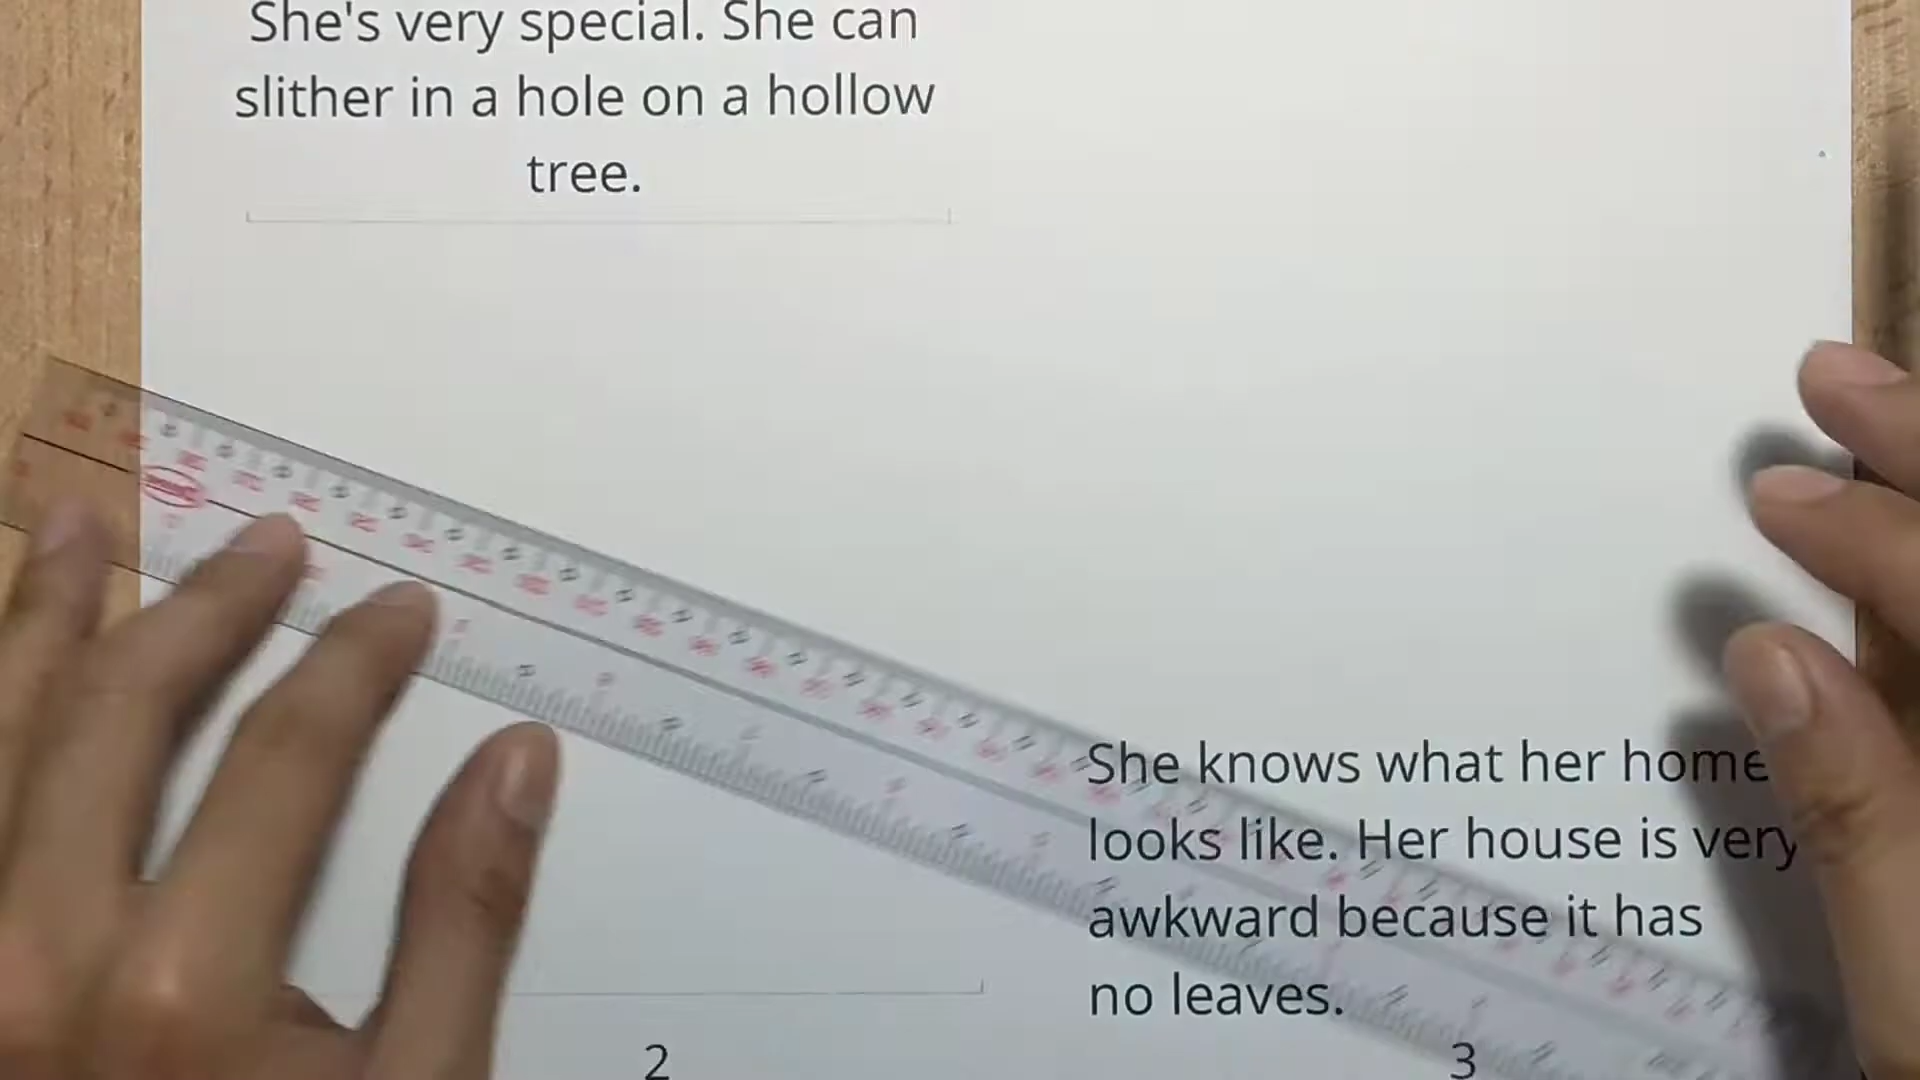 She's very special. She can
slither in a hole on a hollow
tree.
She knows what her home
looks like. Her house is very
awkward because it has
no leaves.
2
3